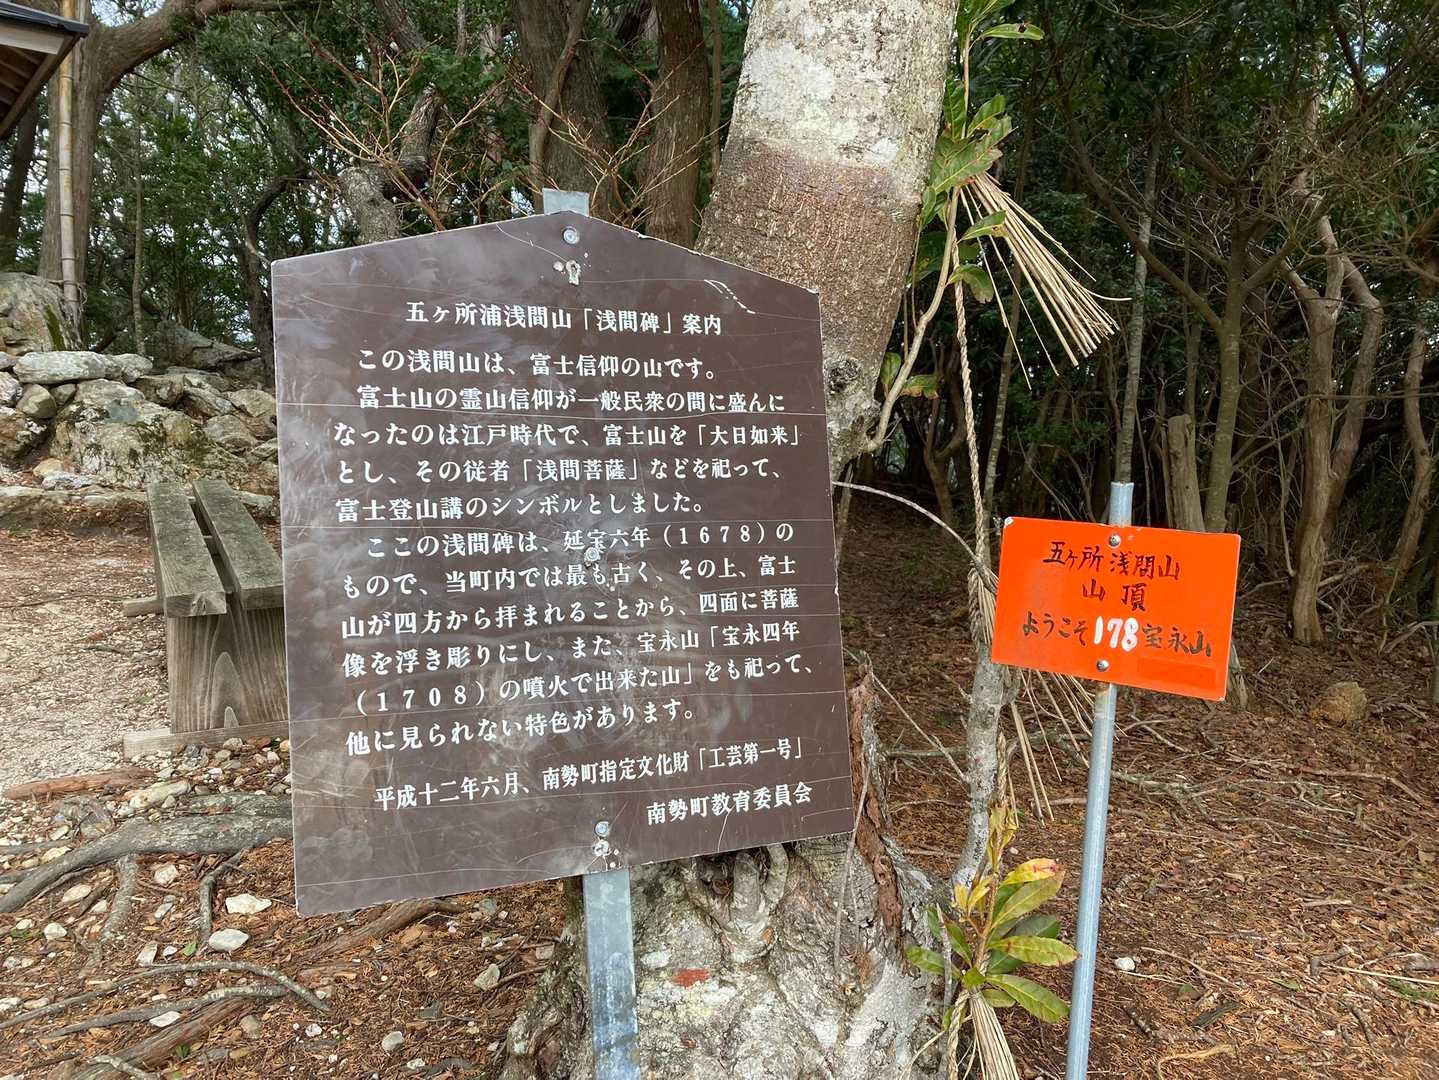 五ヶ所浦浅間山「浅間碑」案内
この浅間山は、富士信仰の山です。
富士山の霊山信仰が一般民衆の間に盛んに
なったのは江戸時代で、富士山を「大日如来」
とし、その従者「浅間菩薩」などを祀って、
富士登山講のシンボルとしました。
ここの浅間碑は、延宝六年（1678）の
もので、当町内では最も古く、その上、富士
山が四方から拝まれることから、四面に菩薩
像を浮き彫りにし、また、宝永山「宝永四年
（1708）の噴火で出来た山」をも祀って、
他に見られない特色があります。
平成十二年六月、南勢町指定文化財「工芸第一号」
南勢町教育委員会
五ヶ所浅間山
山頂
ようこそ178宝永山